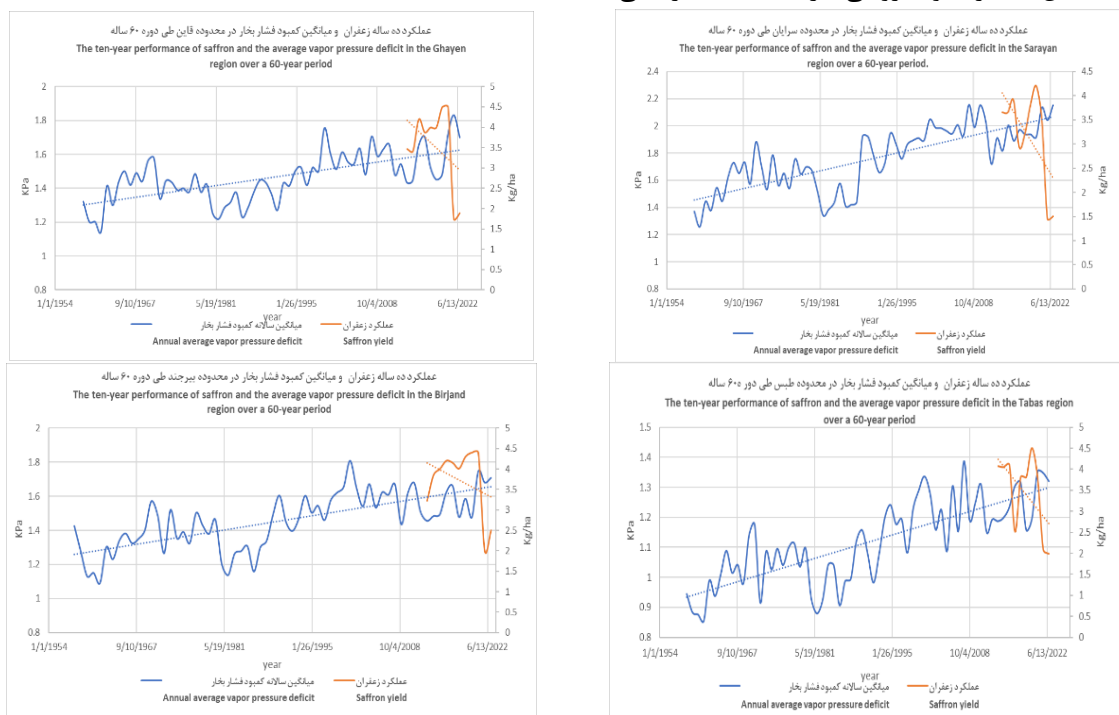 عملکرد ده ساله زعفران و میانگین کمبود فشار بخار در محدوده قاین طی دوره ۶۰ ساله
The ten-year performance of saffron and the average vapor pressure deficit in the Ghayen
region over a 60-year period
2
1.8
1.6
1.4
1.2
1
0.8
KPa
5
4.5
4
3.5
3
2.5
2
1.5
1
0.5
0
Kg/ha
1/1/1954 9/10/1967 5/19/1981 1/26/1995 10/4/2008 6/13/2022
year
میانگین سالانه کمبود فشار بخار
عملکرد زعفران
Annual average vapor pressure deficit Saffron yield
عملکرد ده ساله زعفران و میانگین کمبود فشار بخار در محدوده سرایان طی دوره ۶۰ ساله
The ten-year performance of saffron and the average vapor pressure deficit in the Sarayan
region over a 60-year period.
2.4
2.2
2
1.8
1.6
1.4
1.2
1
0.8
KPa
4.5
4
3.5
3
2.5
2
1.5
1
0.5
0
Kg/ha
1/1/1954 9/10/1967 5/19/1981 1/26/1995 10/4/2008 6/13/2022
year
میانگین سالانه کمبود فشار بخار
عملکرد زعفران
Annual average vapor pressure deficit Saffron yield
عملکرد ده ساله زعفران و میانگین کمبود فشار بخار در محدوده بیرجند طی دوره ۶۰ ساله
The ten-year performance of saffron and the average vapor pressure deficit in the Birjand
region over a 60-year period
2
1.8
1.6
1.4
1.2
1
0.8
KPa
5
4.5
4
3.5
3
2.5
2
1.5
1
0.5
0
Kg/ha
1/1/1954 9/10/1967 5/19/1981 1/26/1995 10/4/2008 6/13/2022
year
میانگین سالانه کمبود فشار بخار
عملکرد زعفران
Annual average vapor pressure deficit Saffron yield
عملکرد ده ساله زعفران و میانگین کمبود فشار بخار در محدوده طبس طی دوره ۶۰ ساله
The ten-year performance of saffron and the average vapor pressure deficit in the Tabas region
over a 60-year period
1.5
1.4
1.3
1.2
1.1
1
0.9
0.8
KPa
5
4.5
4
3.5
3
2.5
2
1.5
1
0.5
0
Kg/ha
1/1/1954 9/10/1967 5/19/1981 1/26/1995 10/4/2008 6/13/2022
year
میانگین سالانه کمبود فشار بخار
عملکرد زعفران
Annual average vapor pressure deficit Saffron yield